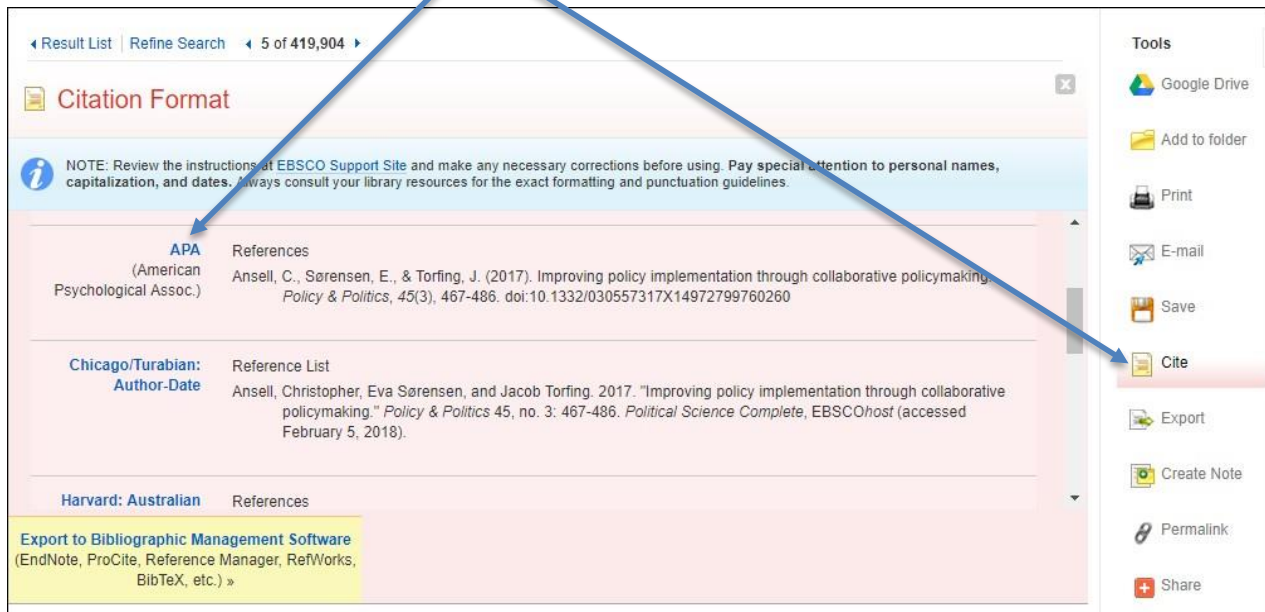 ◂ Result List | Refine Search ◂ 5 of 419,904 ▸
Citation Format
NOTE: Review the instructions at EBSCO Support Site and make any necessary corrections before using. Pay special attention to personal names,
capitalization, and dates. Always consult your library resources for the exact formatting and punctuation guidelines.
APA
(American
Psychological Assoc.)
References
Ansell, C., Sørensen, E., & Torfing, J. (2017). Improving policy implementation through collaborative policymaking.
Policy & Politics, 45(3), 467-486. doi:10.1332/030557317X14972799760260
Chicago/Turabian:
Author-Date
Reference List
Ansell, Christopher, Eva Sørensen, and Jacob Torfing. 2017. "Improving policy implementation through collaborative
policymaking." Policy & Politics 45, no. 3: 467-486. Political Science Complete, EBSCOhost (accessed
February 5, 2018).
Harvard: Australian
References
Export to Bibliographic Management Software
(EndNote, ProCite, Reference Manager, RefWorks,
BibTeX, etc.) »
Tools
Google Drive
Add to folder
Print
E-mail
Save
Cite
Export
Create Note
Permalink
Share